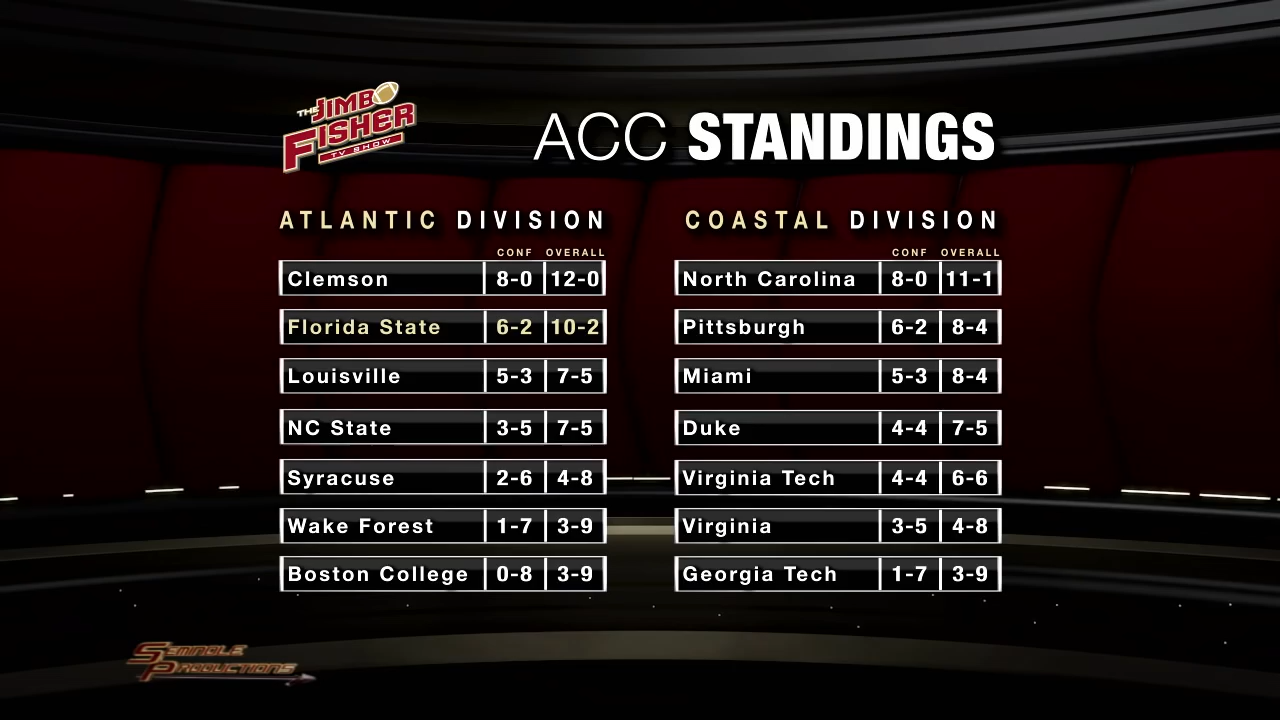 THE JIMBO
FISHER
TV SHOW
ACC STANDINGS
ATLANTIC DIVISION
CONF OVERALL
Clemson 8-0 12-0
Florida State 6-2 10-2
Louisville 5-3 7-5
NC State 3-5 7-5
Syracuse 2-6 4-8
Wake Forest 1-7 3-9
Boston College 0-8 3-9
COASTAL DIVISION
CONF OVERALL
North Carolina 8-0 11-1
Pittsburgh 6-2 8-4
Miami 5-3 8-4
Duke 4-4 7-5
Virginia Tech 4-4 6-6
Virginia 3-5 4-8
Georgia Tech 1-7 3-9
SEMINOLE
PRODUCTIONS